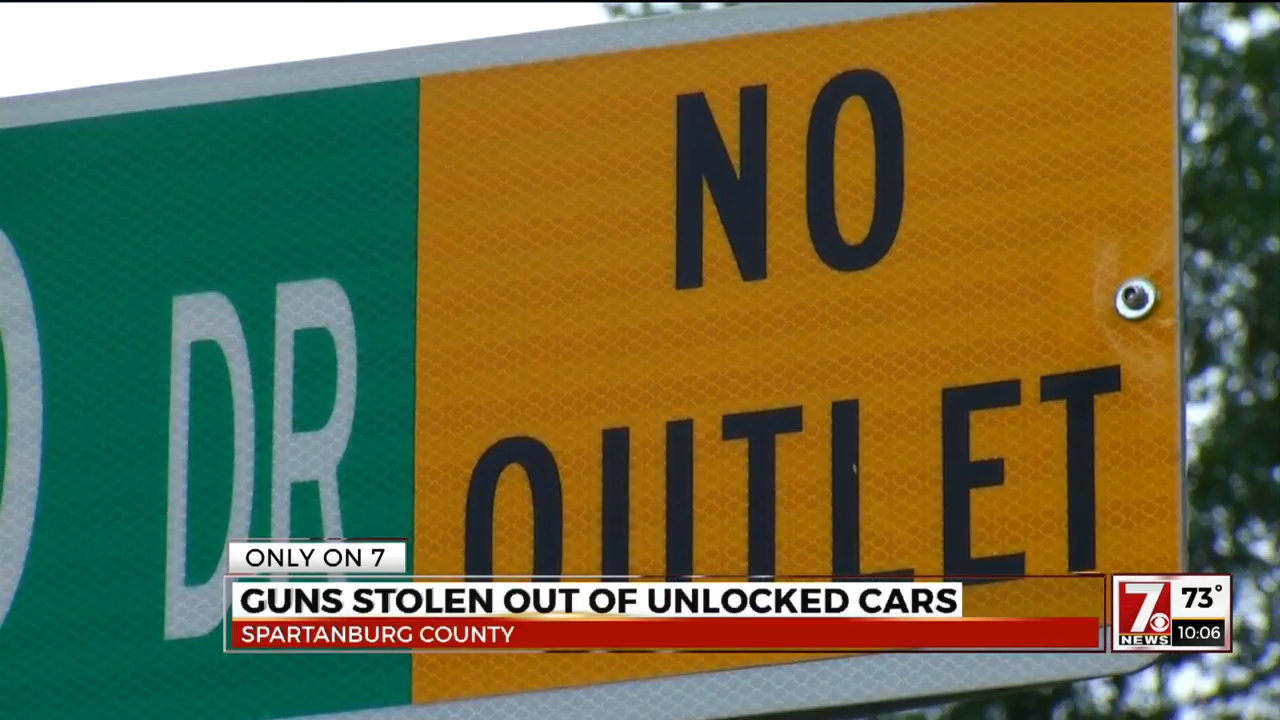 DR
NO
OUTLET
ONLY ON 7
GUNS STOLEN OUT OF UNLOCKED CARS
SPARTANBURG COUNTY
7
NEWS
73°
10:06